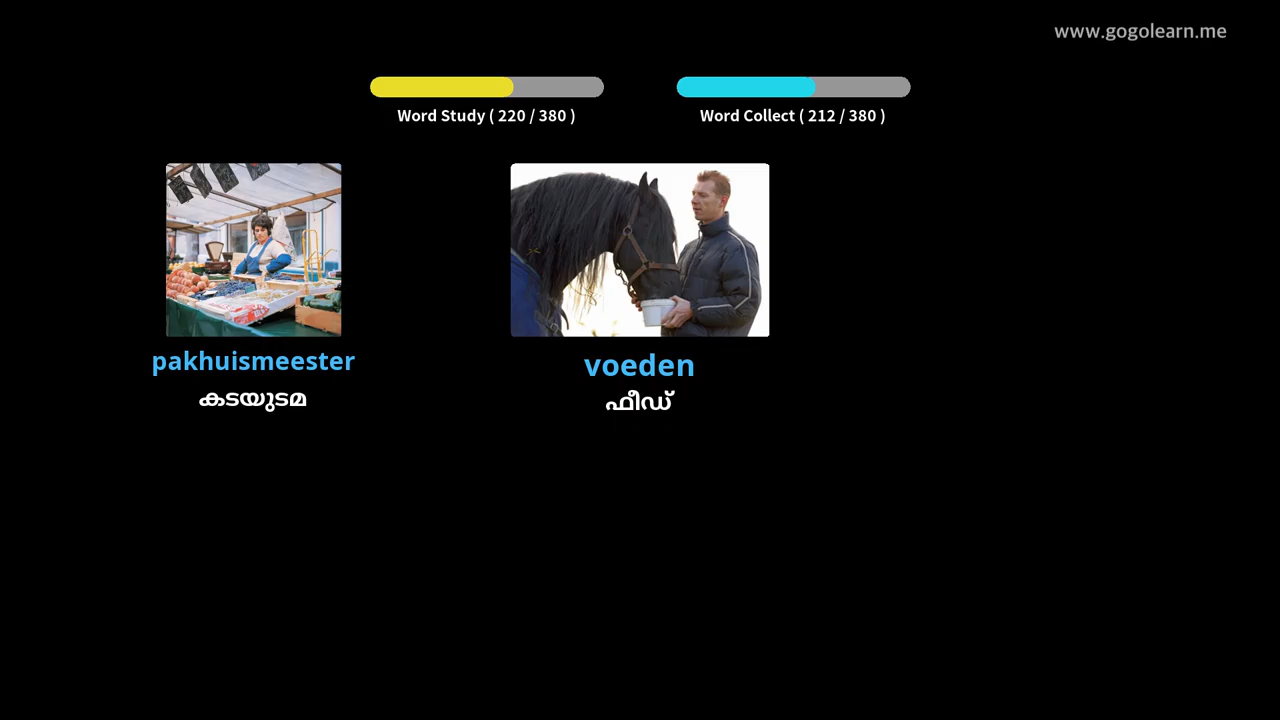 www.gogolearn.me
Word Study ( 220 / 380 )
Word Collect ( 212 / 380 )
pakhuismeester
കടയുടമ
voeden
ഫീഡ്